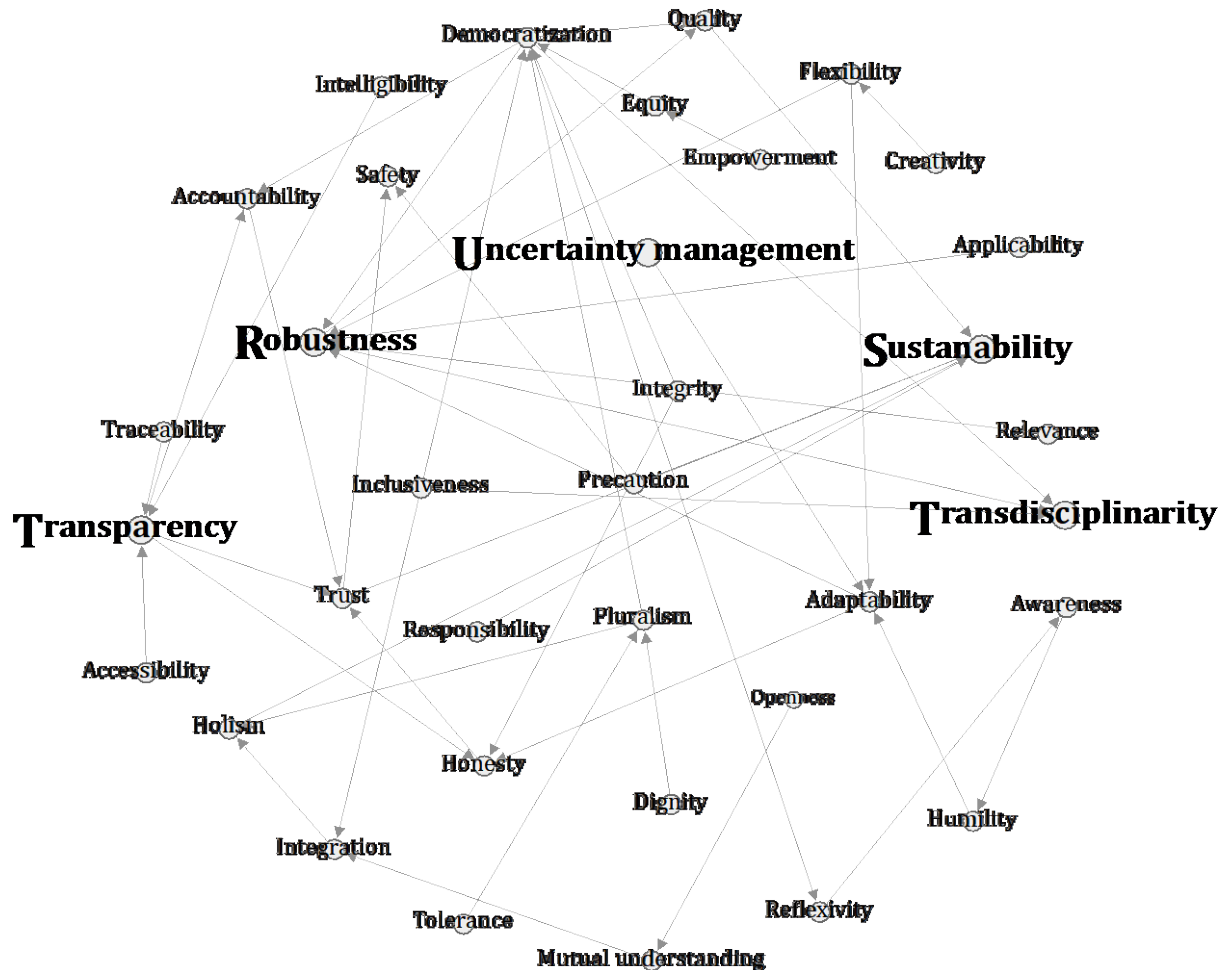 Quality
Democratization
Flexibility
Intelligibility
Equity
Empowerment
Creativity
Safety
Accountability
Applicability
Uncertainty management
Robustness
Sustanability
Integrity
Traceability
Relevance
Precaution
Inclusiveness
Transparency
Transdisciplinarity
Trust
Adaptability
Awareness
Pluralism
Responsibility
Accessibility
Openness
Holism
Honesty
Dignity
Humility
Integration
Reflexivity
Tolerance
Mutual understanding